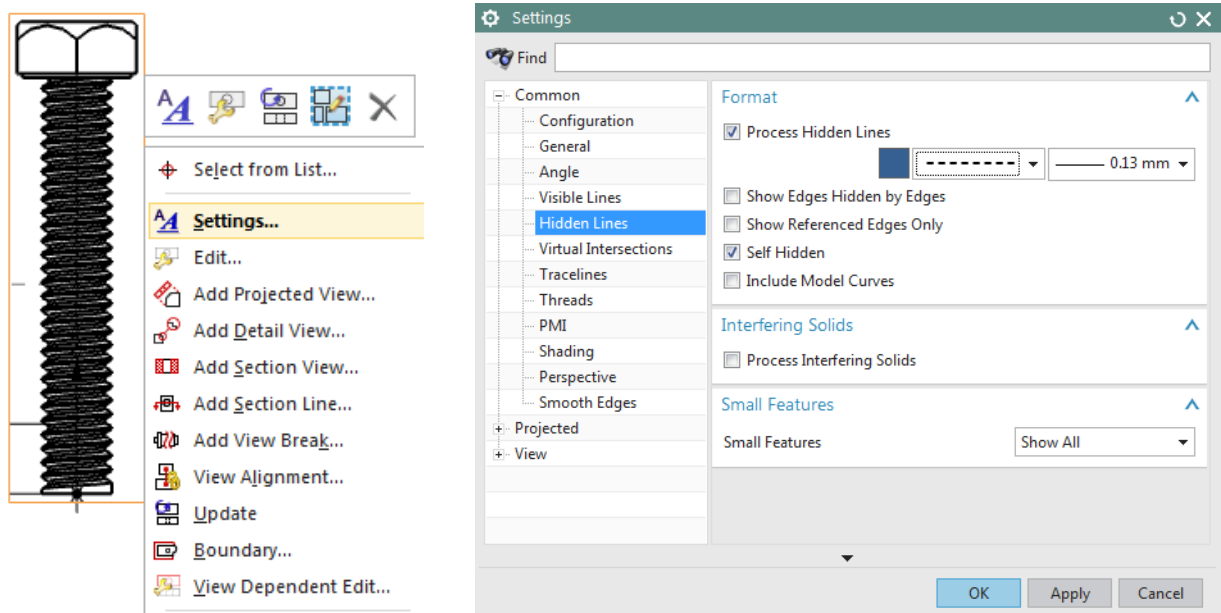 Select from List...
Settings...
Edit...
Add Projected View...
Add Detail View...
Add Section View...
Add Section Line...
Add View Break...
View Alignment...
Update
Boundary...
View Dependent Edit...
Settings
Find
Common
Configuration
General
Angle
Visible Lines
Hidden Lines
Virtual Intersections
Tracelines
Threads
PMI
Shading
Perspective
Smooth Edges
Projected
View
Format
Process Hidden Lines
0.13 mm
Show Edges Hidden by Edges
Show Referenced Edges Only
Self Hidden
Include Model Curves
Interfering Solids
Process Interfering Solids
Small Features
Small Features Show All
OK Apply Cancel